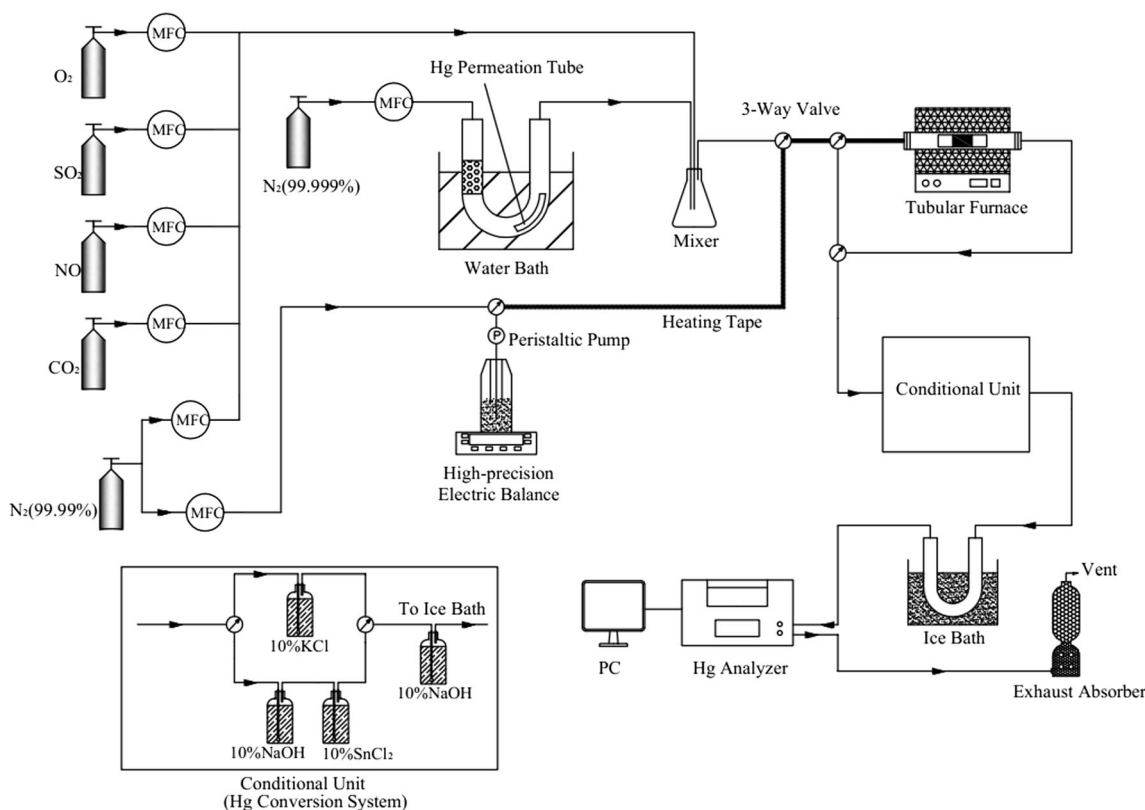 MFC
O₂
Hg Permeation Tube
MFC
3-Way Valve
MFC
SO₂
N₂(99.999%)
Tubular Furnace
Mixer
MFC
NO
Water Bath
Heating Tape
MFC
Peristaltic Pump
P
CO₂
Conditional Unit
MFC
High-precision
Electric Balance
N₂(99.99%)
MFC
Vent
To Ice Bath
10%KCl
Ice Bath
PC
Hg Analyzer
10%NaOH
Exhaust Absorber
10%NaOH
10%SnCl₂
Conditional Unit
(Hg Conversion System)